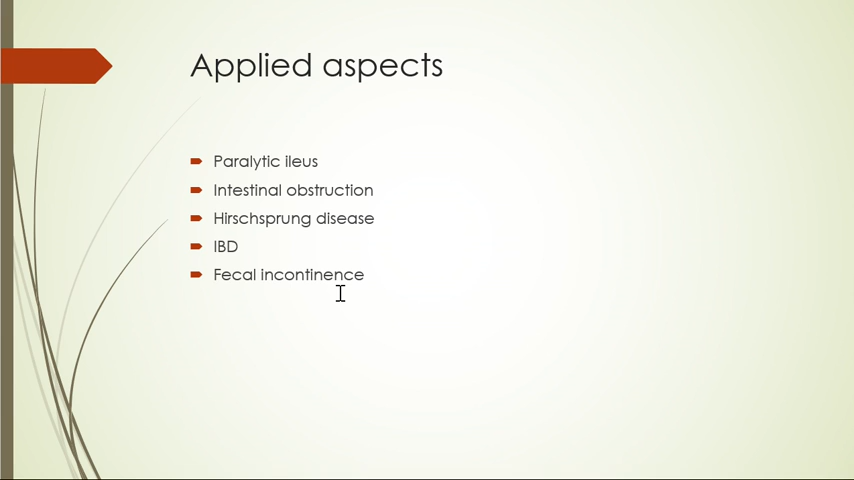 Applied aspects
Paralytic ileus
Intestinal obstruction
Hirschsprung disease
IBD
Fecal incontinence